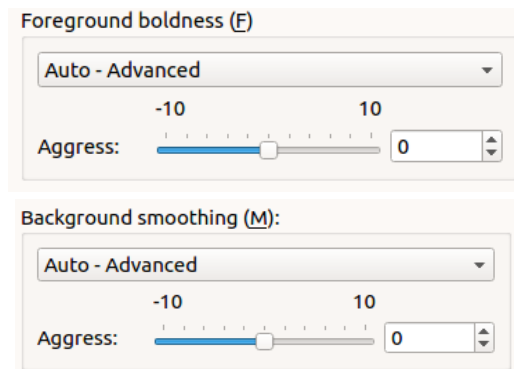 Foreground boldness (F)
Auto - Advanced
-10 10
Aggress: 0
Background smoothing (M):
Auto - Advanced
-10 10
Aggress: 0